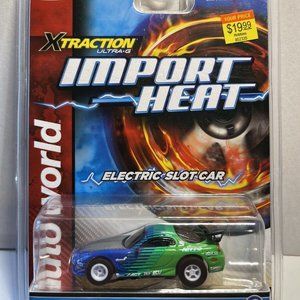 YOUR PRICE
$19.99
XTRACTION
ULTRA-G
IMPORT
HEAT
auto world
ELECTRIC SLOT CAR